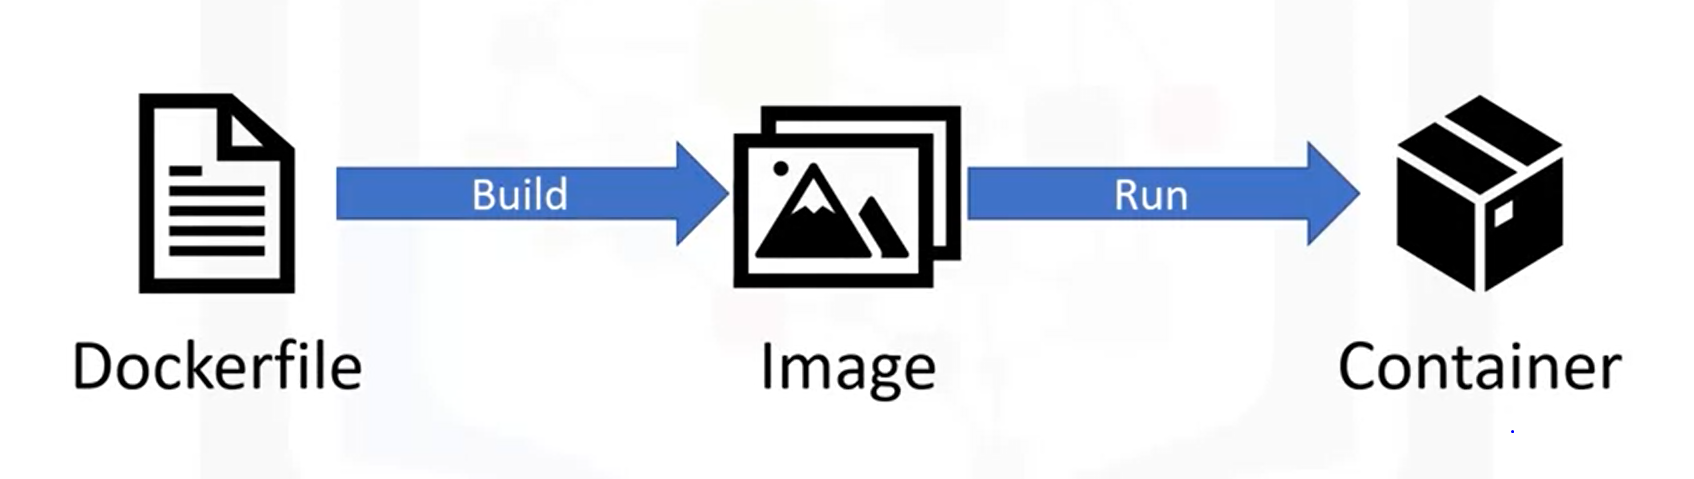 Build
Run
Dockerfile
Image
Container